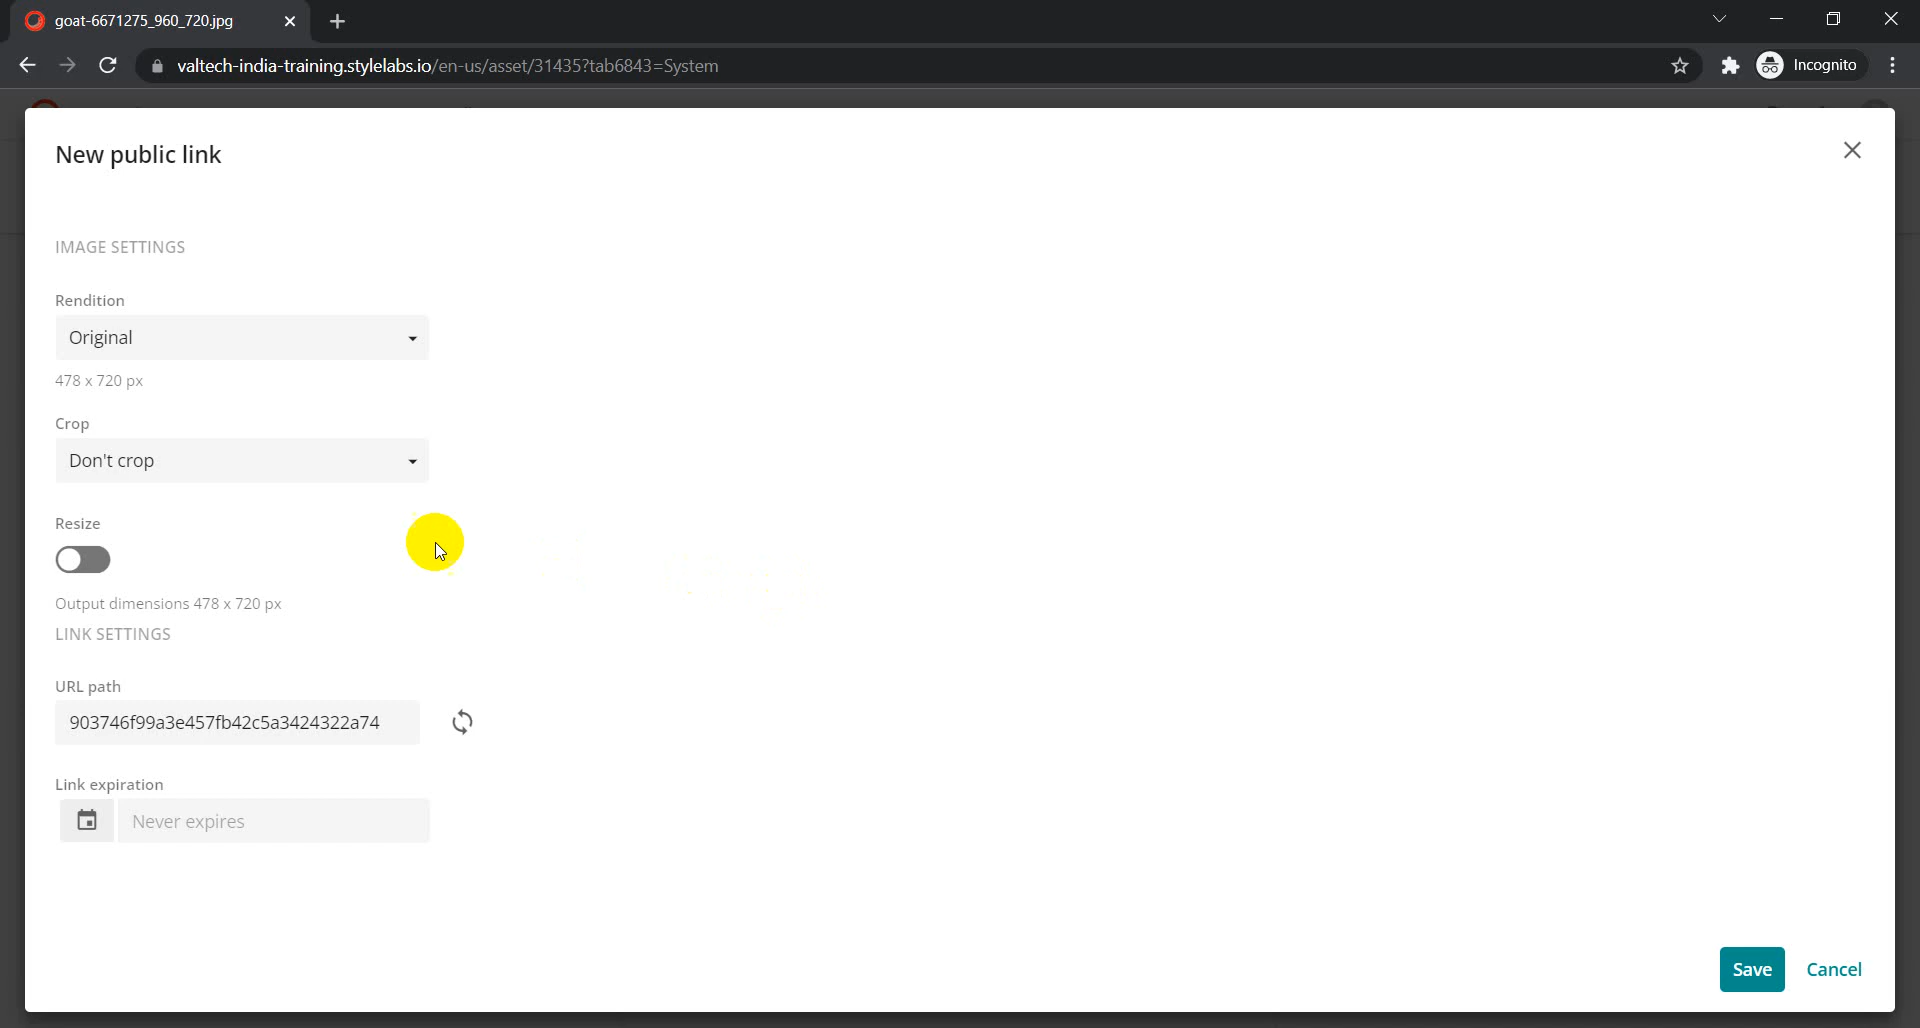 goat-6671275_960_720.jpg
valtech-india-training.stylelabs.io/en-us/asset/31435?tab6843=System
Incognito
New public link
IMAGE SETTINGS
Rendition
Original
478 x 720 px
Crop
Don't crop
Resize
Output dimensions 478 x 720 px
LINK SETTINGS
URL path
903746f99a3e457fb42c5a3424322a74
Link expiration
Never expires
Save
Cancel